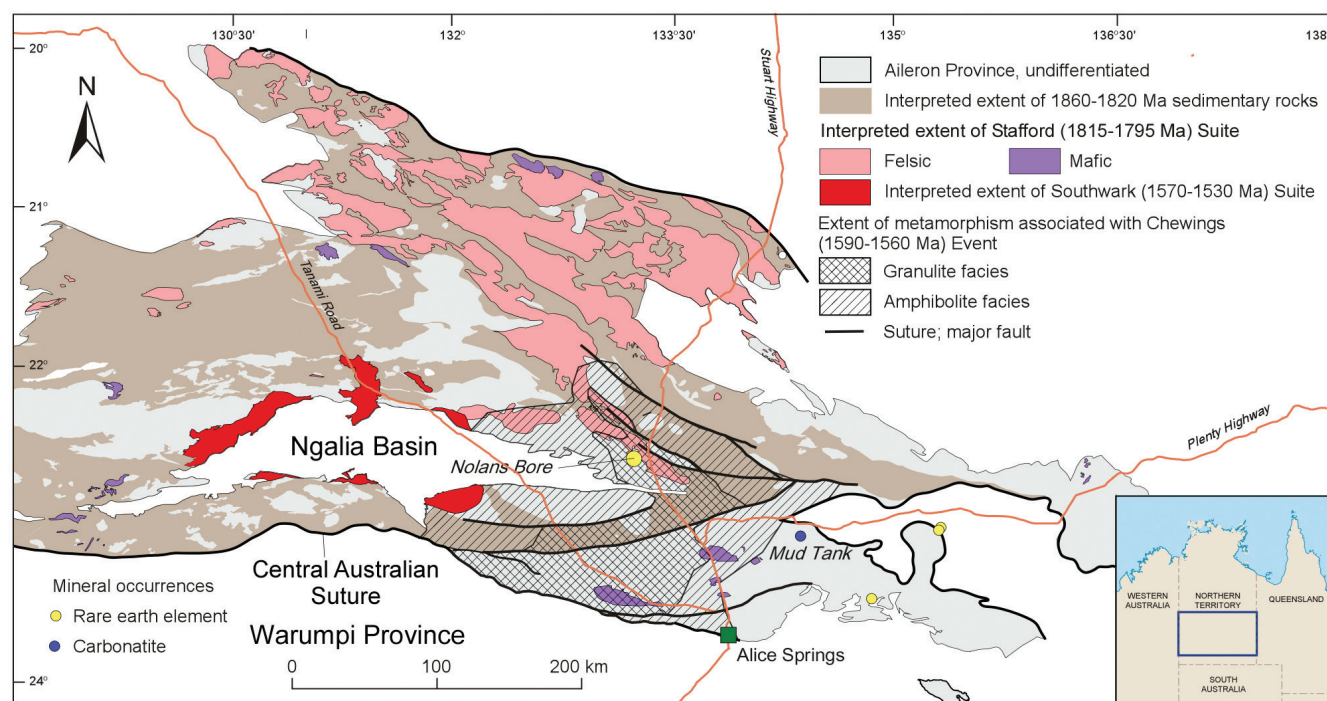 130°30'
132°
133°30'
135°
136°30'
138
20°
21°
22°
24°
N
Stuart Highway
Tanami Road
Plenty Highway
Aileron Province, undifferentiated
Interpreted extent of 1860-1820 Ma sedimentary rocks
Interpreted extent of Stafford (1815-1795 Ma) Suite
Felsic
Mafic
Interpreted extent of Southwark (1570-1530 Ma) Suite
Extent of metamorphism associated with Chewings
(1590-1560 Ma) Event
Granulite facies
Amphibolite facies
Suture; major fault
Ngalia Basin
Nolans Bore
Mud Tank
Central Australian
Suture
Warumpi Province
Mineral occurrences
Rare earth element
Carbonatite
0
100
200 km
Alice Springs
WESTERN
AUSTRALIA
NORTHERN
TERRITORY
QUEENSLAND
SOUTH
AUSTRALIA